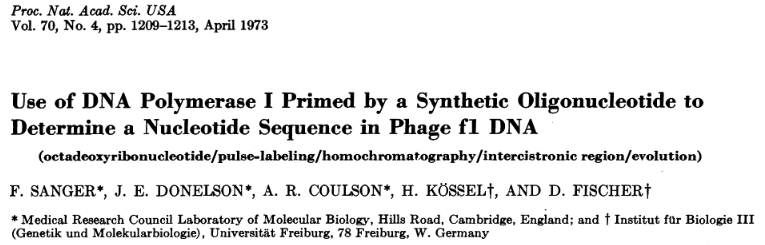 Proc. Nat. Acad. Sci. USA
Vol. 70, No. 4, pp. 1209–1213, April 1973
Use of DNA Polymerase I Primed by a Synthetic Oligonucleotide to
Determine a Nucleotide Sequence in Phage f1 DNA
(octadeoxyribonucleotide/pulse-labeling/homochromatography/intercistronic region/evolution)
F. SANGER*, J. E. DONELSON*, A. R. COULSON*, H. KÖSSEL†, AND D. FISCHER†
* Medical Research Council Laboratory of Molecular Biology, Hills Road, Cambridge, England; and † Institut für Biologie III
(Genetik und Molekularbiologie), Universität Freiburg, 78 Freiburg, W. Germany